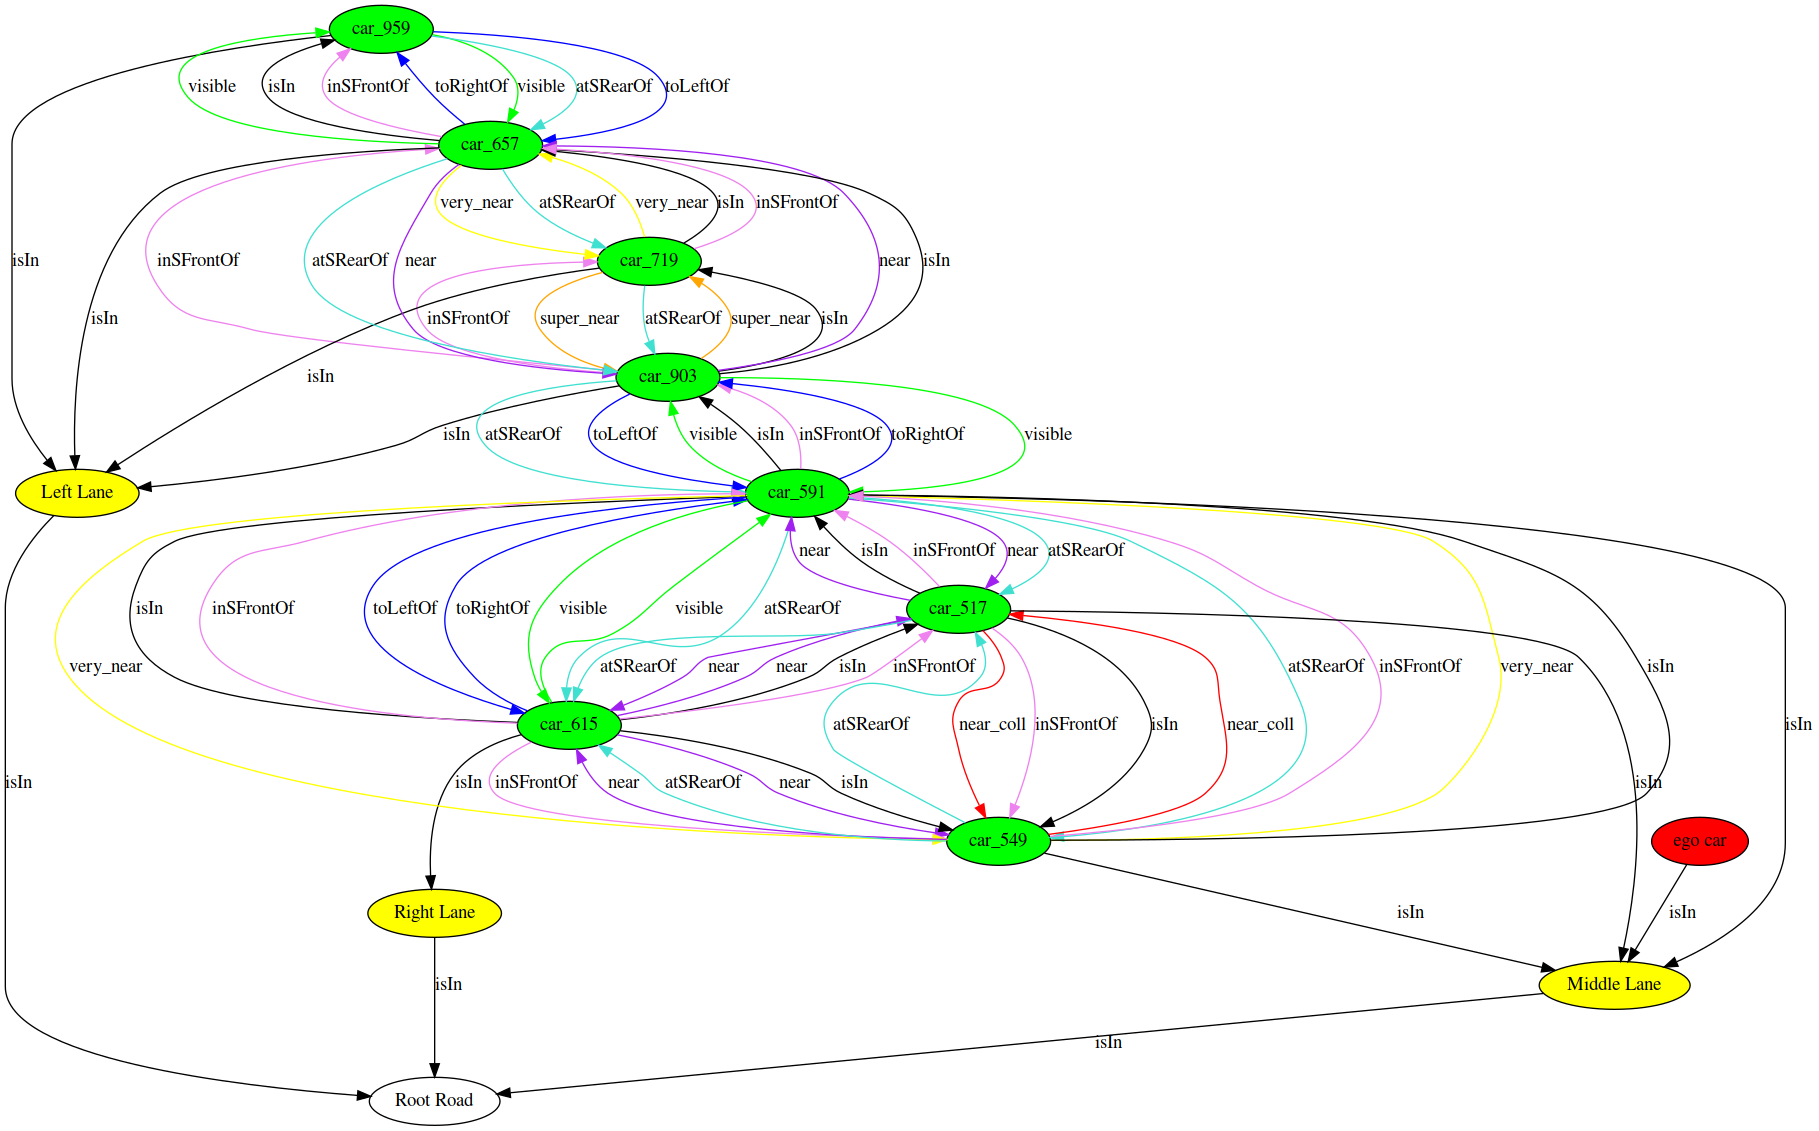 car_959
visible
isIn
inSFrontOf
toRightOf
visible
atSRearOf
toLeftOf
car_657
very_near
atSRearOf
very_near
isIn
inSFrontOf
isIn
inSFrontOf
atSRearOf
near
car_719
near
isIn
isIn
inSFrontOf
super_near
atSRearOf
super_near
isIn
isIn
car_903
isIn
atSRearOf
toLeftOf
visible
isIn
inSFrontOf
toRightOf
visible
Left Lane
car_591
near
isIn
inSFrontOf
near
atSRearOf
isIn
inSFrontOf
toLeftOf
toRightOf
visible
visible
atSRearOf
car_517
very_near
atSRearOf
near
near
isIn
inSFrontOf
atSRearOf
inSFrontOf
very_near
isIn
car_615
atSRearOf
near_coll
inSFrontOf
isIn
near_coll
isIn
isIn
isIn
inSFrontOf
near
atSRearOf
near
isIn
isIn
car_549
ego car
Right Lane
isIn
isIn
isIn
Middle Lane
isIn
Root Road